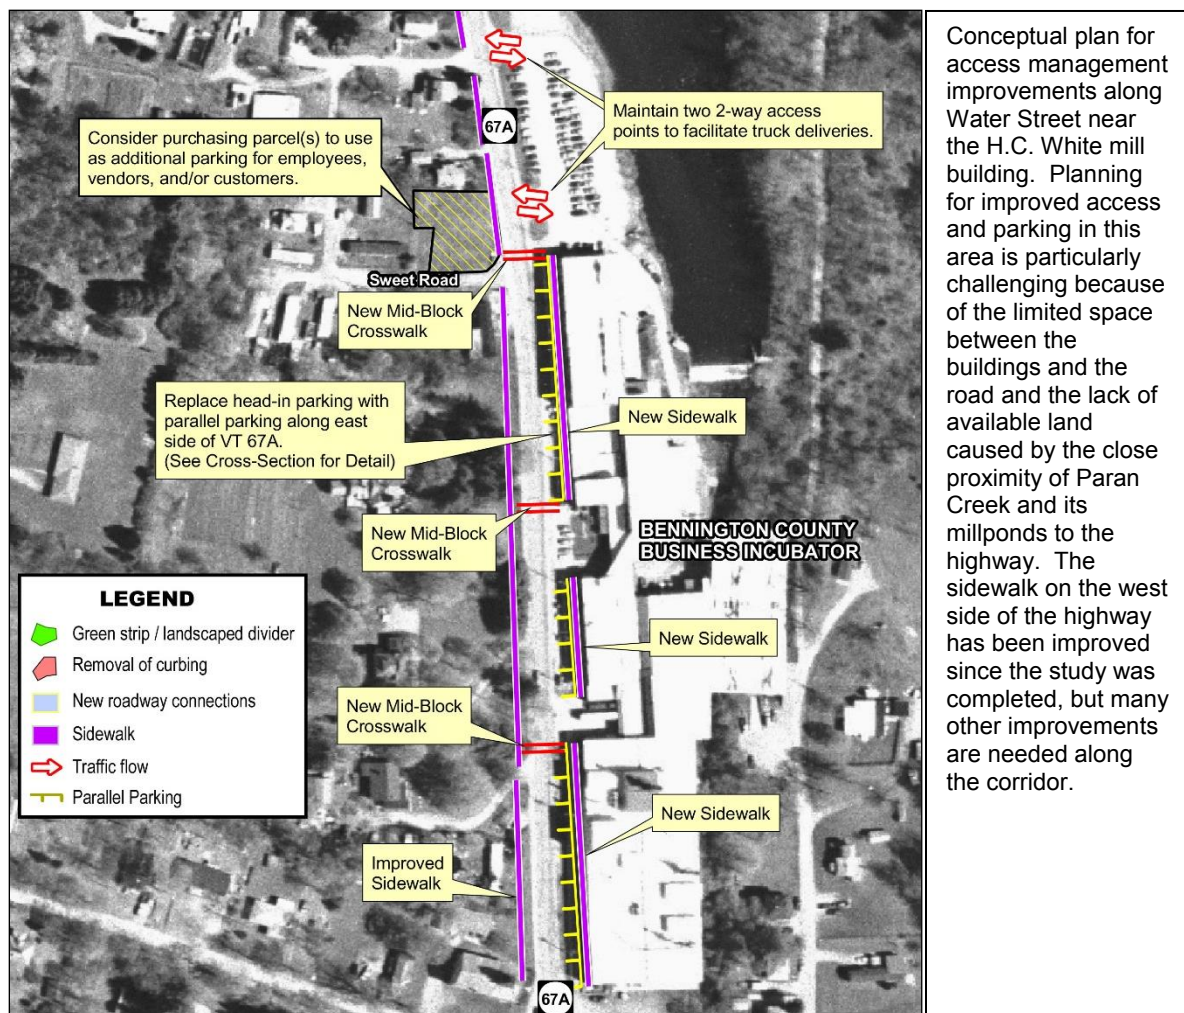 67A
Maintain two 2-way access
points to facilitate truck deliveries.
Consider purchasing parcel(s) to use
as additional parking for employees,
vendors, and/or customers.
Sweet Road
New Mid-Block
Crosswalk
Replace head-in parking with
parallel parking along east
side of VT 67A.
(See Cross-Section for Detail)
New Sidewalk
New Mid-Block
Crosswalk
BENNINGTON COUNTY
BUSINESS INCUBATOR
LEGEND
Green strip / landscaped divider
Removal of curbing
New roadway connections
Sidewalk
Traffic flow
Parallel Parking
New Sidewalk
New Mid-Block
Crosswalk
New Sidewalk
Improved
Sidewalk
67A
Conceptual plan for
access management
improvements along
Water Street near
the H.C. White mill
building.  Planning
for improved access
and parking in this
area is particularly
challenging because
of the limited space
between the
buildings and the
road and the lack of
available land
caused by the close
proximity of Paran
Creek and its
millponds to the
highway.  The
sidewalk on the west
side of the highway
has been improved
since the study was
completed, but many
other improvements
are needed along
the corridor.